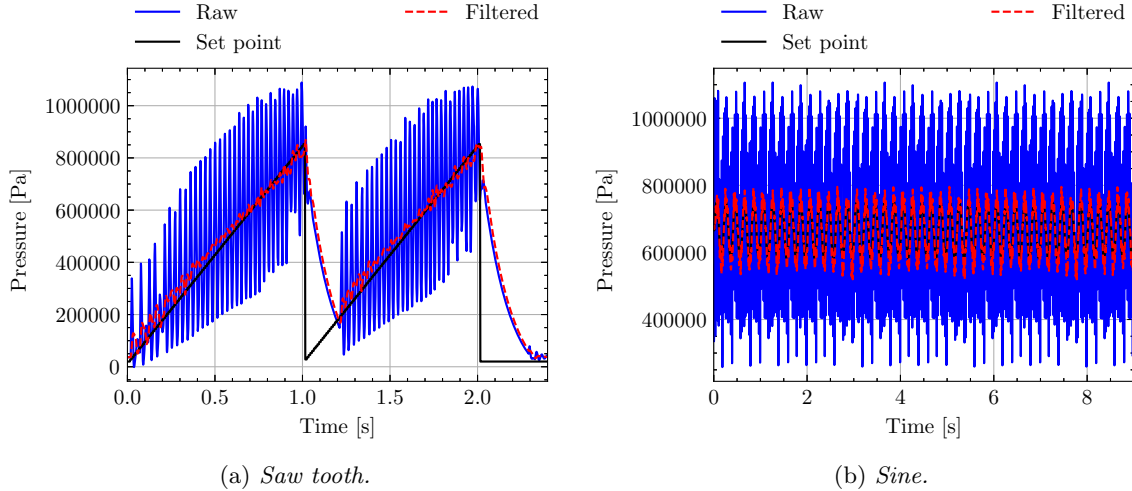 Raw
Filtered
Set point
1000000
800000
600000
400000
200000
0
Pressure [Pa]
0.0
0.5
1.0
1.5
2.0
Time [s]
(a) Saw tooth.
Raw
Filtered
Set point
1000000
800000
600000
400000
Pressure [Pa]
0
2
4
6
8
Time [s]
(b) Sine.